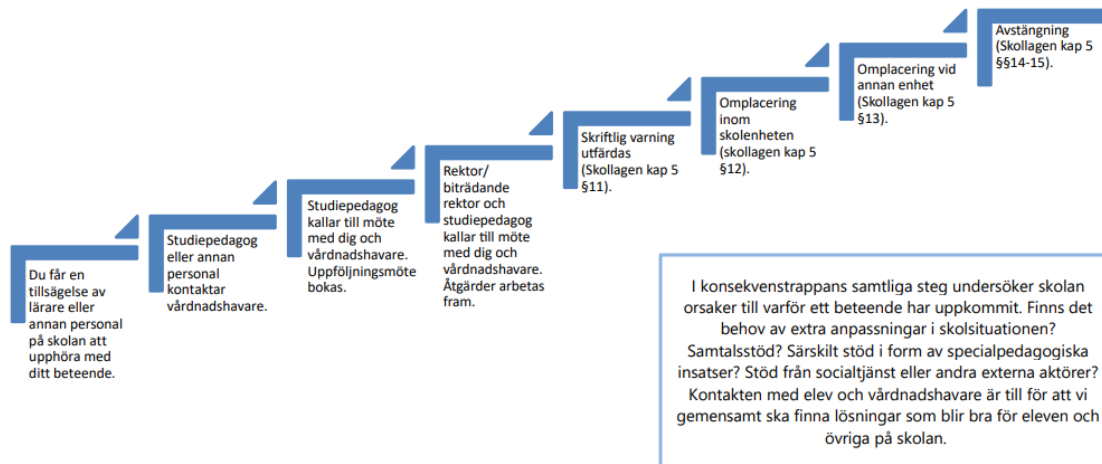 Du får en
tillsägelse av
lärare eller
annan personal
på skolan att
upphöra med
ditt beteende.
Studiepedagog
eller annan
personal
kontaktar
vårdnadshavare.
Studiepedagog
kallar till möte
med dig och
vårdnadshavare.
Uppföljningsmöte
bokas.
Rektor/
biträdande
rektor och
studiepedagog
kallar till möte
med dig och
vårdnadshavare.
Åtgärder arbetas
fram.
Skriftlig varning
utfärdas
(Skollagen kap 5
§11).
Omplacering
inom
skolenheten
(skollagen kap 5
§12).
Omplacering vid
annan enhet
(Skollagen kap 5
§13).
Avstängning
(Skollagen kap 5
§§14-15).
I konsekvenstrappans samtliga steg undersöker skolan
orsaker till varför ett beteende har uppkommit. Finns det
behov av extra anpassningar i skolsituationen?
Samtalsstöd? Särskilt stöd i form av specialpedagogiska
insatser? Stöd från socialtjänst eller andra externa aktörer?
Kontakten med elev och vårdnadshavare är till för att vi
gemensamt ska finna lösningar som blir bra för eleven och
övriga på skolan.